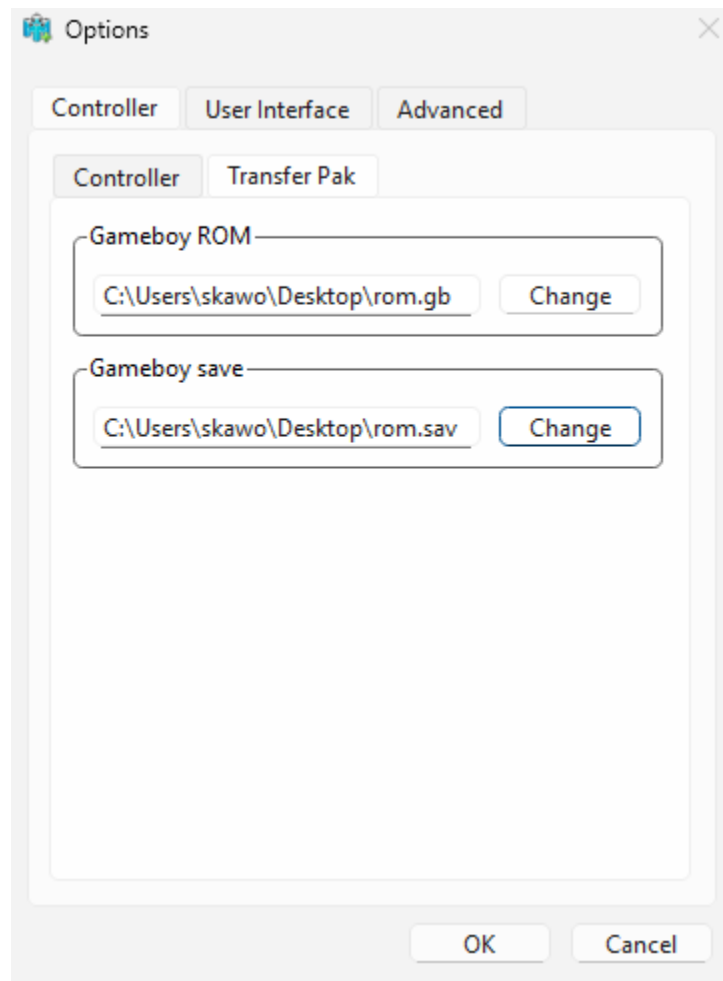 Options
Controller User Interface Advanced
Controller Transfer Pak
Gameboy ROM
C:\Users\skawo\Desktop\rom.gb Change
Gameboy save
C:\Users\skawo\Desktop\rom.sav Change
OK Cancel